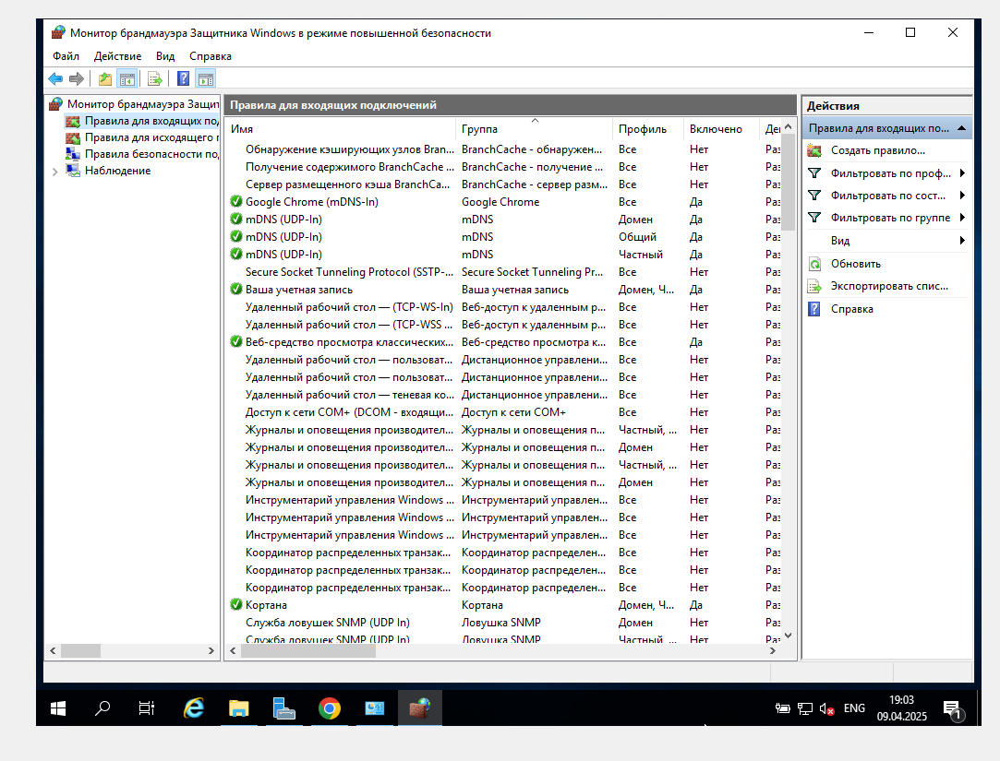 Монитор брандмауэра Защитника Windows в режиме повышенной безопасности
Файл Действие Вид Справка
Монитор брандмауэра Защит
Правила для входящих по
Правила для исходящего т
Правила безопасности по
Наблюдение
Правила для входящих подключений
Имя Группа Профиль Включено Дей
Обнаружение кэширующих узлов Bran... BranchCache - обнаружен... Все Нет Раз
Получение содержимого BranchCache ... BranchCache - получение ... Все Нет Раз
Сервер размещенного кэша BranchCa... BranchCache - сервер разм... Все Нет Раз
Google Chrome (mDNS-In) Google Chrome Все Да Раз
mDNS (UDP-In) mDNS Домен Да Раз
mDNS (UDP-In) mDNS Общий Да Раз
mDNS (UDP-In) mDNS Частный Да Раз
Secure Socket Tunneling Protocol (SSTP-... Secure Socket Tunneling Pr... Все Нет Раз
Ваша учетная запись Ваша учетная запись Домен, Ч... Да Раз
Удаленный рабочий стол — (TCP-WS-In) Веб-доступ к удаленным р... Все Нет Раз
Удаленный рабочий стол — (TCP-WSS ... Веб-доступ к удаленным р... Все Нет Раз
Веб-средство просмотра классических... Веб-средство просмотра к... Все Да Раз
Удаленный рабочий стол — пользоват... Дистанционное управлени... Все Нет Раз
Удаленный рабочий стол — пользоват... Дистанционное управлени... Все Нет Раз
Удаленный рабочий стол — теневая ко... Дистанционное управлени... Все Нет Раз
Доступ к сети COM+ (DCOM - входящи... Доступ к сети COM+ Все Нет Раз
Журналы и оповещения производител... Журналы и оповещения п... Частный, ... Нет Раз
Журналы и оповещения производител... Журналы и оповещения п... Домен Нет Раз
Журналы и оповещения производител... Журналы и оповещения п... Частный, ... Нет Раз
Журналы и оповещения производител... Журналы и оповещения п... Домен Нет Раз
Инструментарий управления Windows ... Инструментарий управлен... Все Нет Раз
Инструментарий управления Windows ... Инструментарий управлен... Все Нет Раз
Инструментарий управления Windows ... Инструментарий управлен... Все Нет Раз
Координатор распределенных транзак... Координатор распределен... Все Нет Раз
Координатор распределенных транзак... Координатор распределен... Все Нет Раз
Координатор распределенных транзак... Координатор распределен... Все Нет Раз
Кортана Кортана Домен, Ч... Да Раз
Служба ловушек SNMP (UDP In) Ловушка SNMP Домен Нет Раз
Служба ловушек SNMP (UDP In) Ловушка SNMP Частный ... Нет Раз
Действия
Правила для входящих по...
Создать правило...
Фильтровать по проф...
Фильтровать по сост...
Фильтровать по группе
Вид
Обновить
Экспортировать спис...
Справка
ENG
19:03
09.04.2025
1